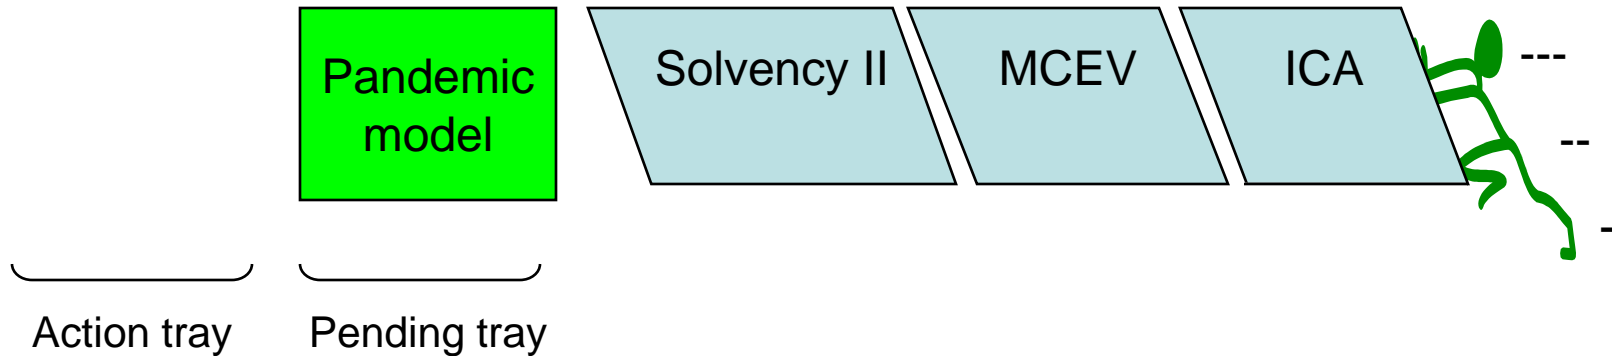 Pandemic
model
Solvency II
MCEV
ICA
Action tray
Pending tray